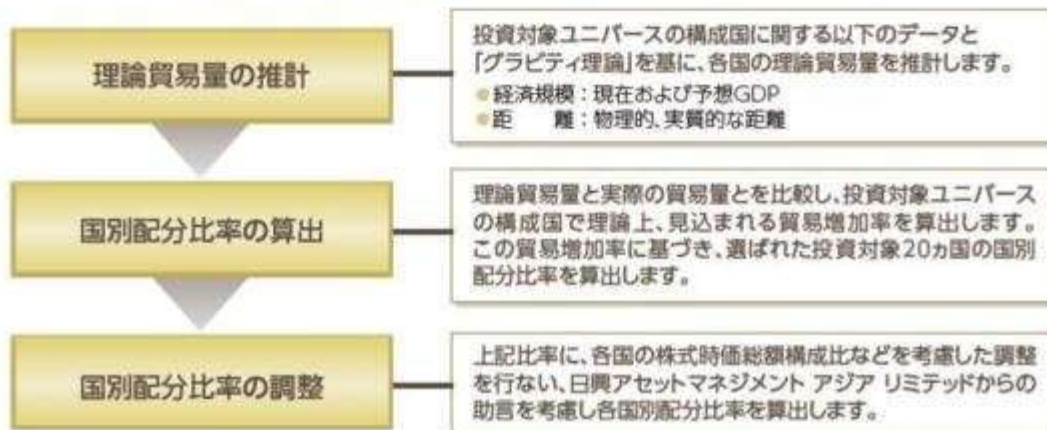 理論貿易量の推計
投資対象ユニバースの構成国に関する以下のデータと
「グラビティ理論」を基に、各国の理論貿易量を推計します。
●経済規模：現在および予想GDP
●距　　離：物理的、実質的な距離
国別配分比率の算出
理論貿易量と実際の貿易量とを比較し、投資対象ユニバース
の構成国で理論上、見込まれる貿易増加率を算出します。
この貿易増加率に基づき、選ばれた投資対象20ヵ国の国別
配分比率を算出します。
国別配分比率の調整
上記比率に、各国の株式時価総額構成比などを考慮した調整
を行ない、日興アセットマネジメント アジア リミテッドからの
助言を考慮し各国別配分比率を算出します。